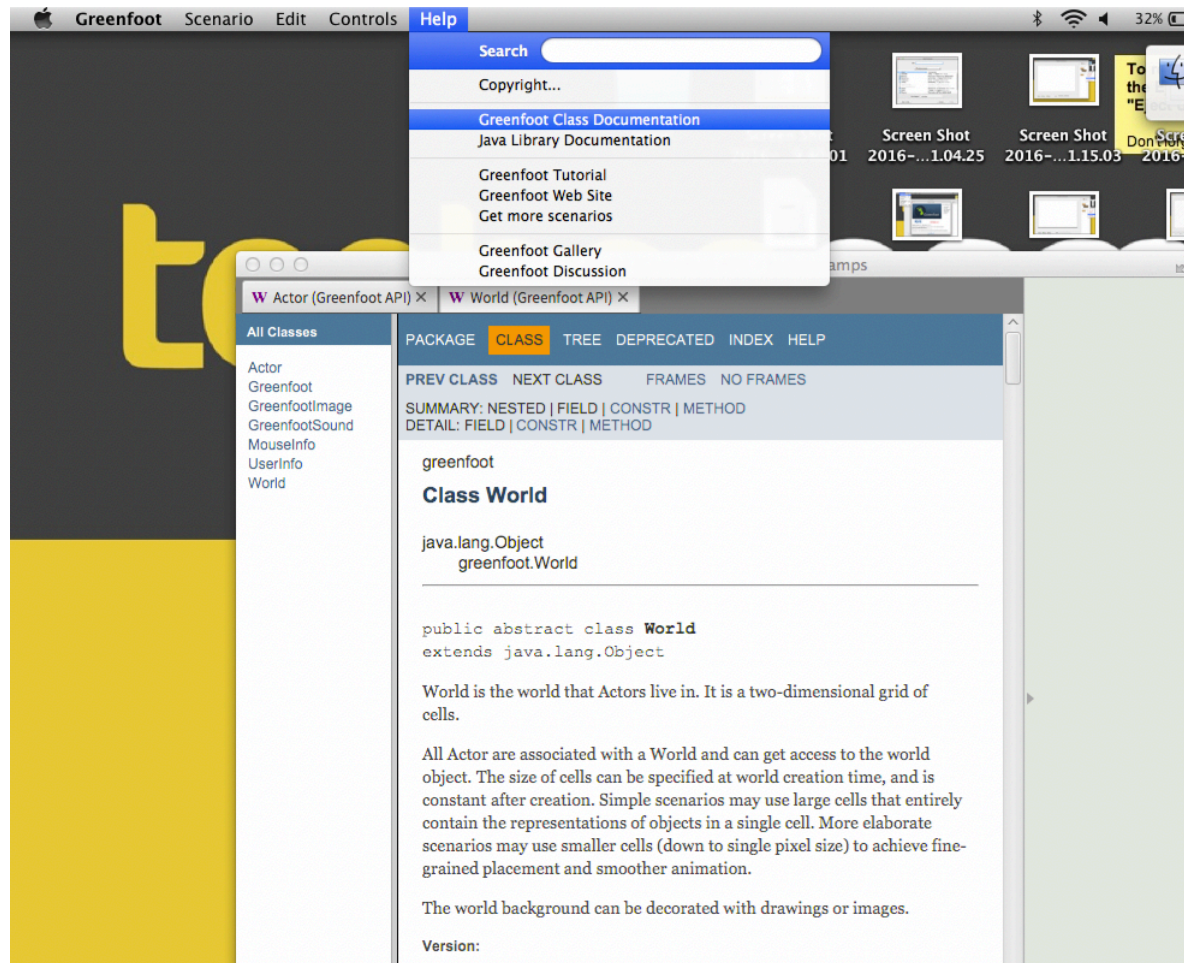 Greenfoot Scenario Edit Controls Help 32%
Search
Copyright...
Greenfoot Class Documentation
Java Library Documentation
Greenfoot Tutorial
Greenfoot Web Site
Get more scenarios
Greenfoot Gallery
Greenfoot Discussion
To
the
"E
Don
Screen Shot
01 2016-...1.04.25
Screen Shot
2016-...1.15.03
Scre
2016-
amps
W Actor (Greenfoot API) ×
W World (Greenfoot API) ×
All Classes
Actor
Greenfoot
GreenfootImage
GreenfootSound
MouseInfo
UserInfo
World
PACKAGE CLASS TREE DEPRECATED INDEX HELP
PREV CLASS NEXT CLASS FRAMES NO FRAMES
SUMMARY: NESTED | FIELD | CONSTR | METHOD
DETAIL: FIELD | CONSTR | METHOD
greenfoot
Class World
java.lang.Object
greenfoot.World
public abstract class World
extends java.lang.Object
World is the world that Actors live in. It is a two-dimensional grid of
cells.
All Actor are associated with a World and can get access to the world
object. The size of cells can be specified at world creation time, and is
constant after creation. Simple scenarios may use large cells that entirely
contain the representations of objects in a single cell. More elaborate
scenarios may use smaller cells (down to single pixel size) to achieve fine-
grained placement and smoother animation.
The world background can be decorated with drawings or images.
Version: